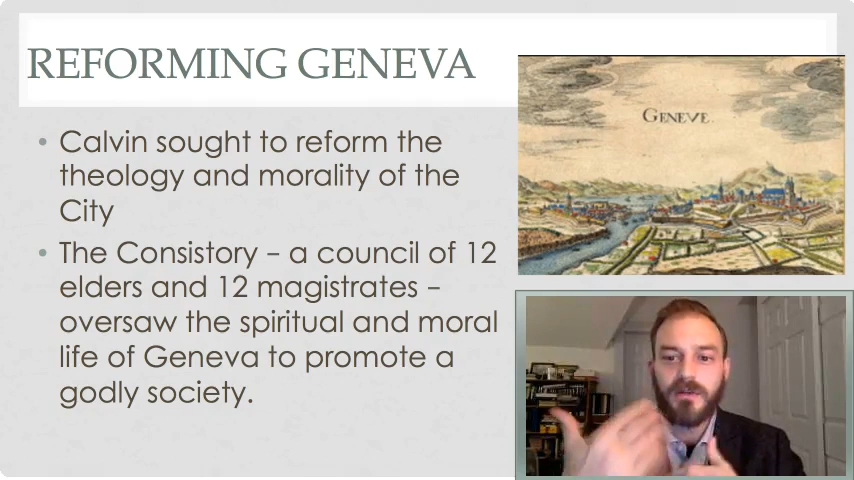 REFORMING GENEVA
• Calvin sought to reform the
theology and morality of the
City
• The Consistory – a council of 12
elders and 12 magistrates –
oversaw the spiritual and moral
life of Geneva to promote a
godly society.
GENEVE